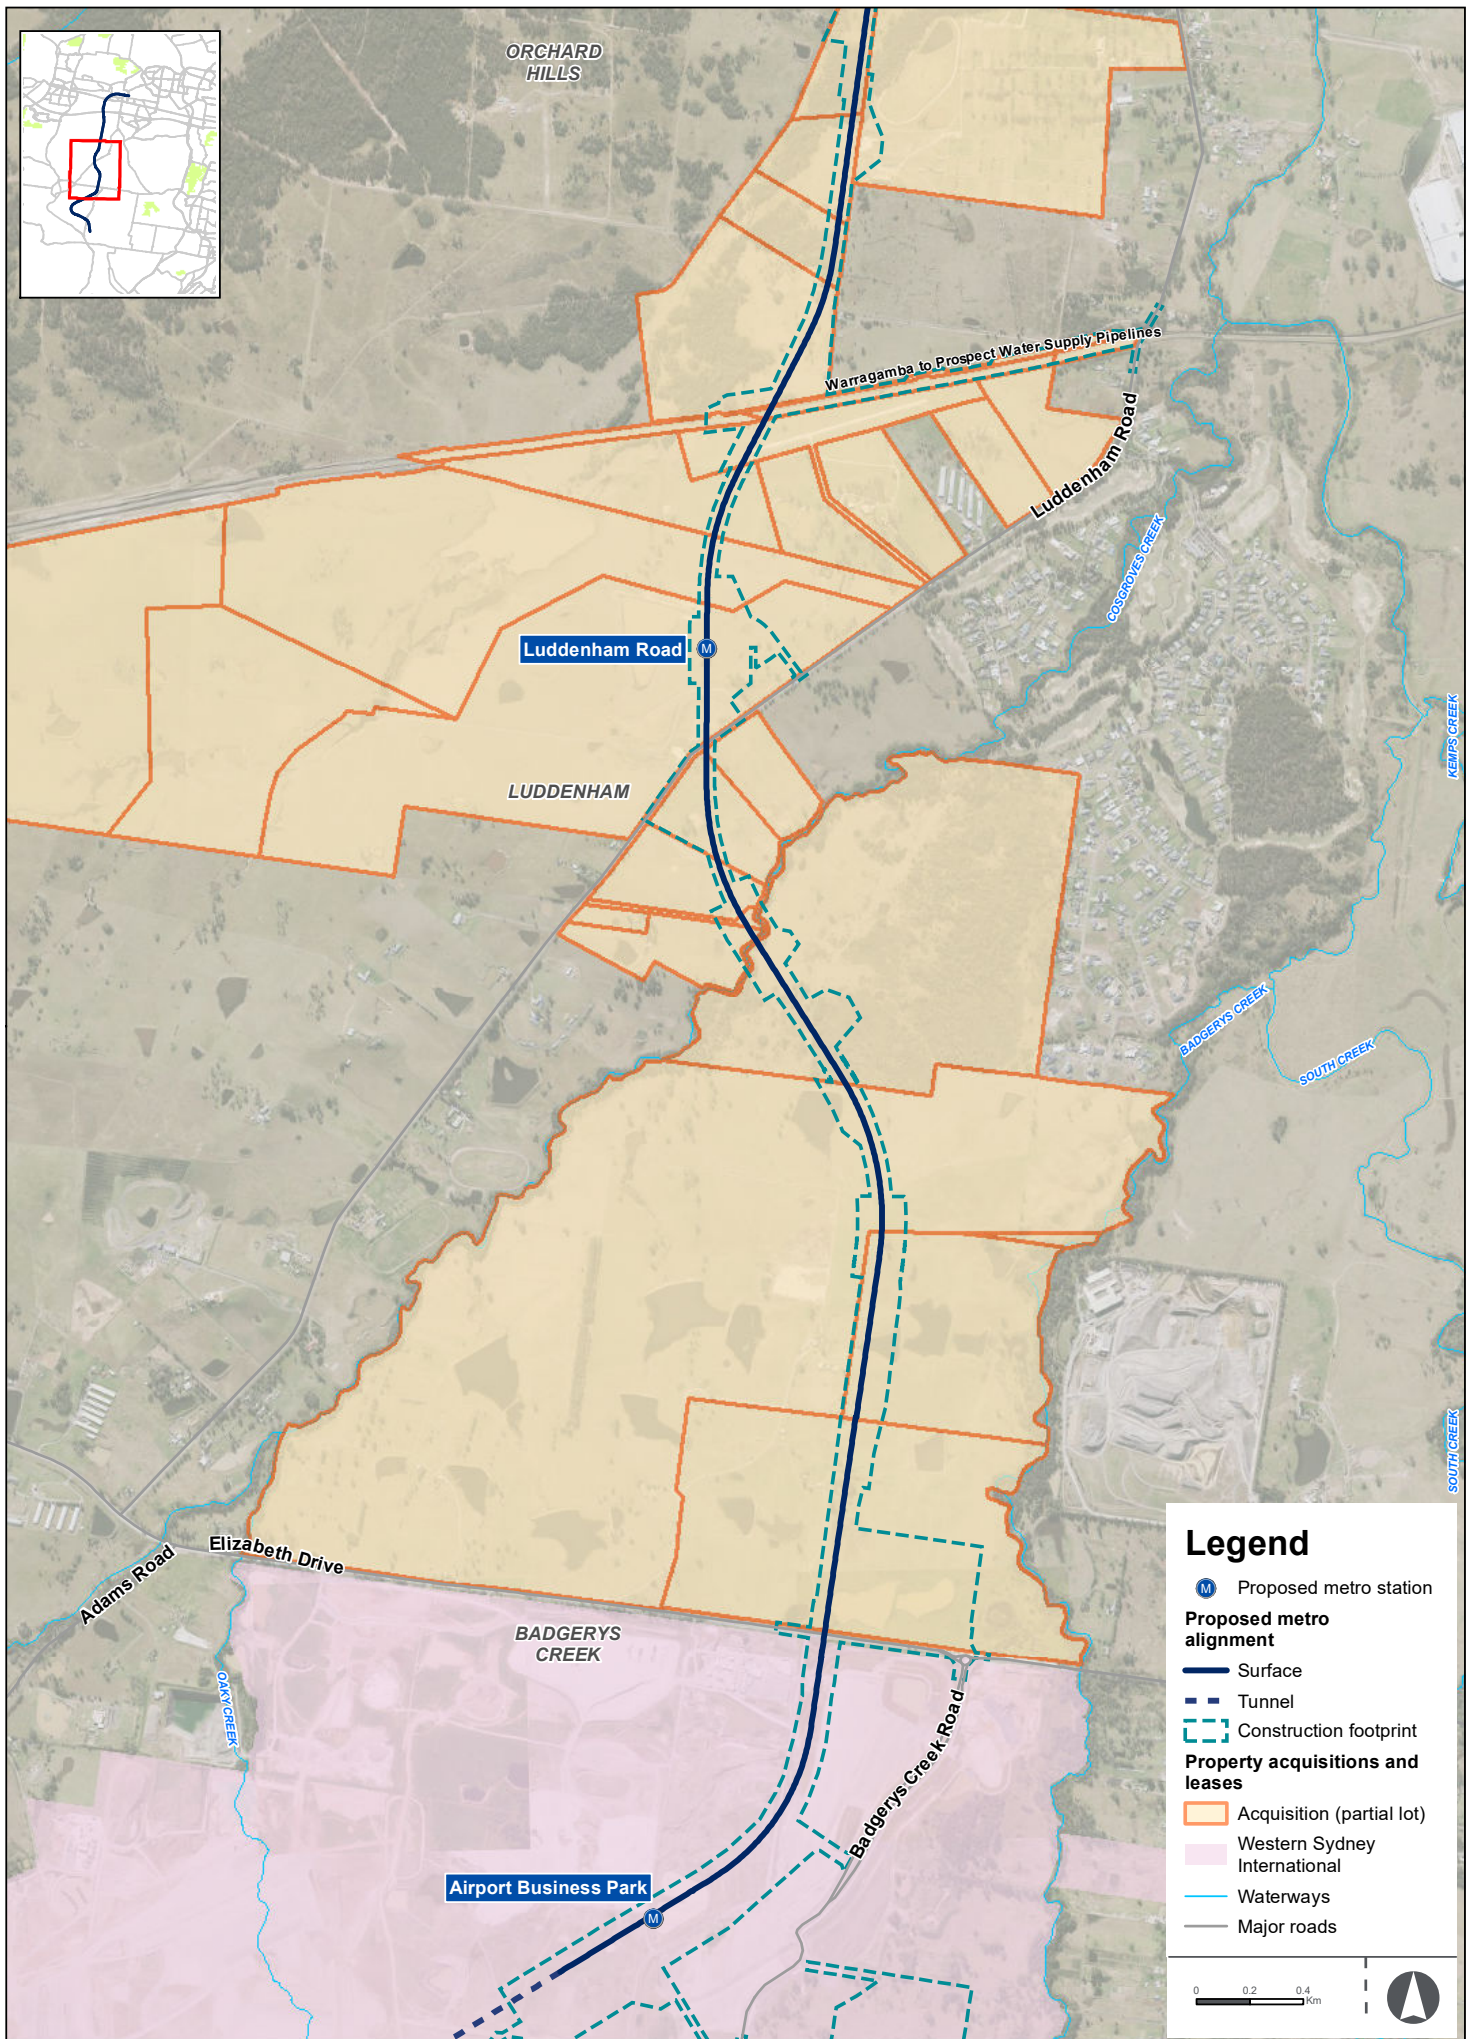 ORCHARD
HILLS
Warragamba to Prospect Water Supply Pipelines
Luddenham Road
COSGROVES CREEK
Luddenham Road
M
KEMPS CREEK
LUDDENHAM
BADGERYS CREEK
SOUTH CREEK
SOUTH CREEK
Elizabeth Drive
Adams Road
BADGERYS
CREEK
OAKY CREEK
Badgerys Creek Road
Airport Business Park
M
Legend
M Proposed metro station
Proposed metro
alignment
Surface
Tunnel
Construction footprint
Property acquisitions and
leases
Acquisition (partial lot)
Western Sydney
International
Waterways
Major roads
0 0.2 0.4
Km